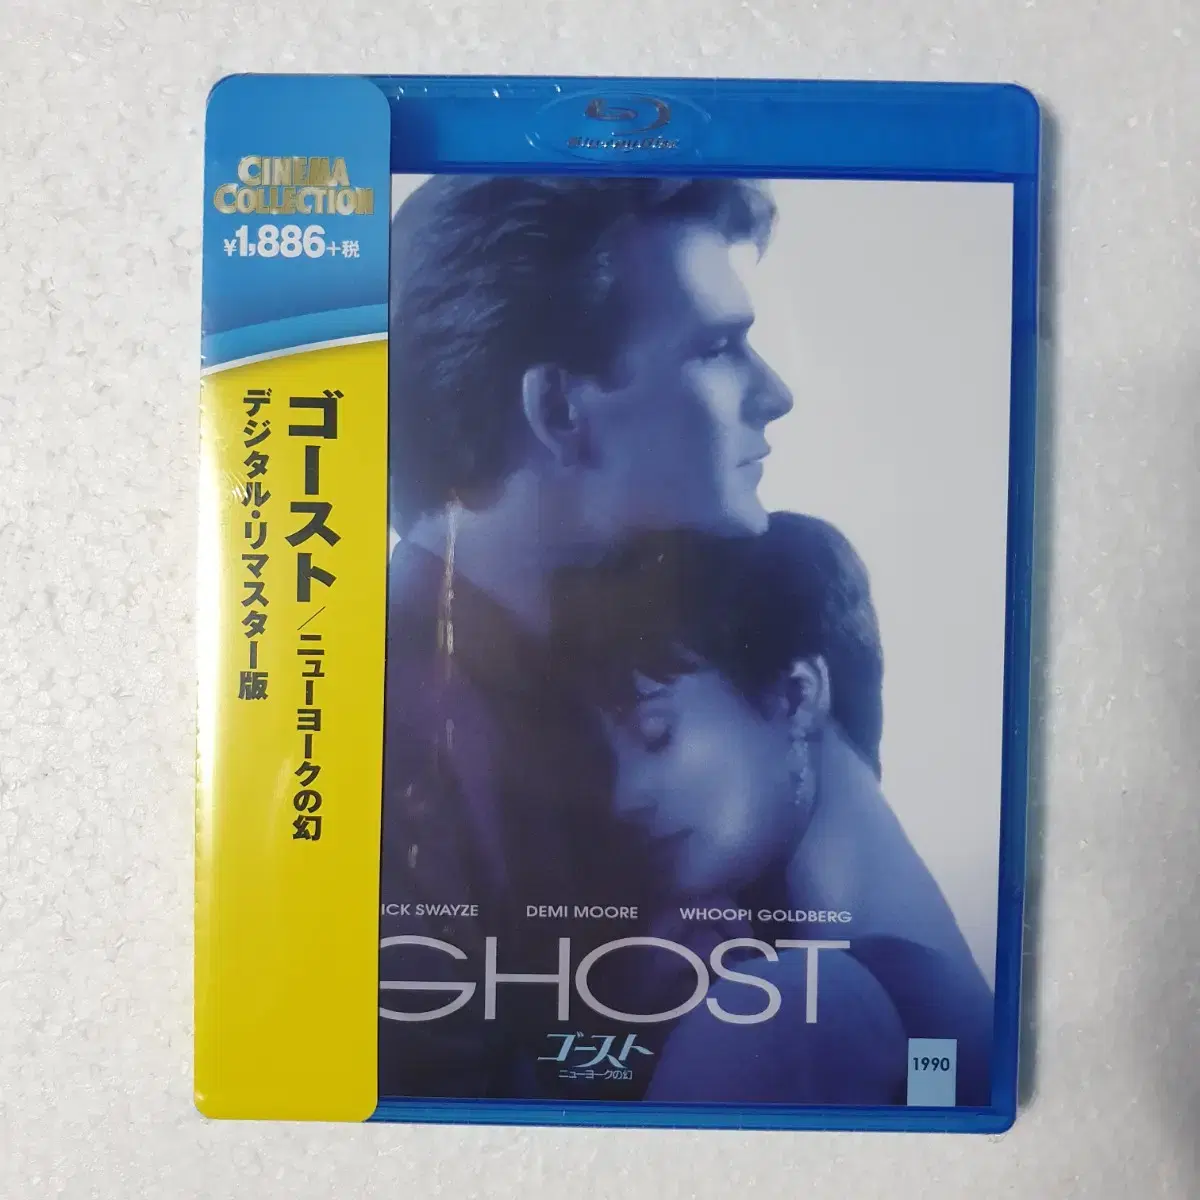 CINEMA
COLLECTION
¥1,886+税
ゴースト/ニューヨークの幻
デジタル・リマスター版
Blu-ray Disc
ICK SWAYZE DEMI MOORE WHOOPI GOLDBERG
GHOST
ゴースト
ニューヨークの幻
1990